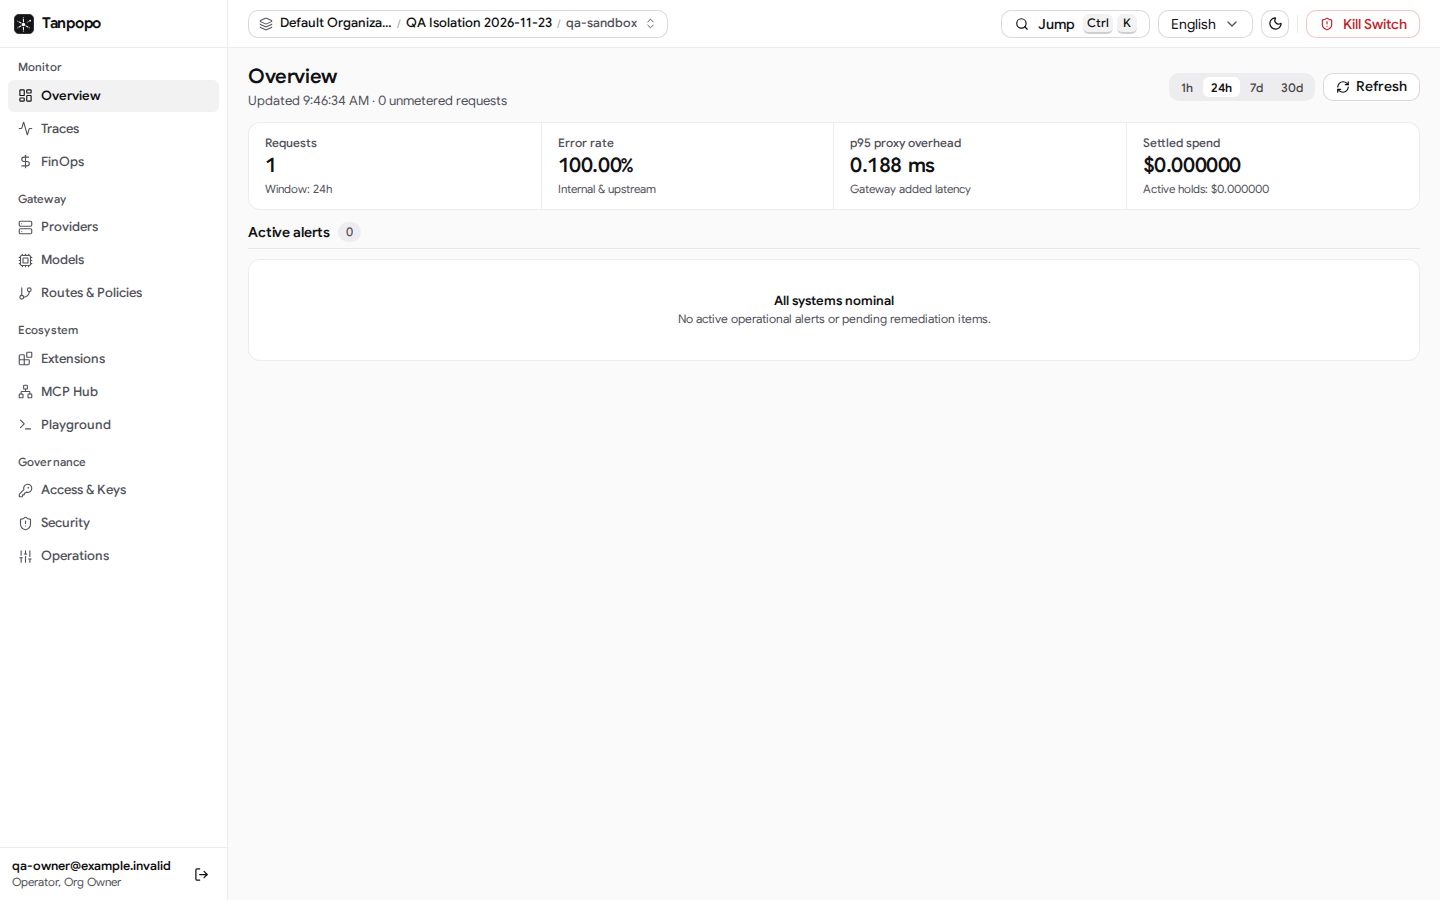 Tanpopo
Default Organiza... / QA Isolation 2026-11-23 / qa-sandbox
Jump Ctrl K
English
Kill Switch
Monitor
Overview
Traces
FinOps
Gateway
Providers
Models
Routes & Policies
Ecosystem
Extensions
MCP Hub
Playground
Governance
Access & Keys
Security
Operations
qa-owner@example.invalid
Operator, Org Owner
Overview
Updated 9:46:34 AM · 0 unmetered requests
1h 24h 7d 30d
Refresh
Requests
1
Window: 24h
Error rate
100.00%
Internal & upstream
p95 proxy overhead
0.188 ms
Gateway added latency
Settled spend
$0.000000
Active holds: $0.000000
Active alerts 0
All systems nominal
No active operational alerts or pending remediation items.